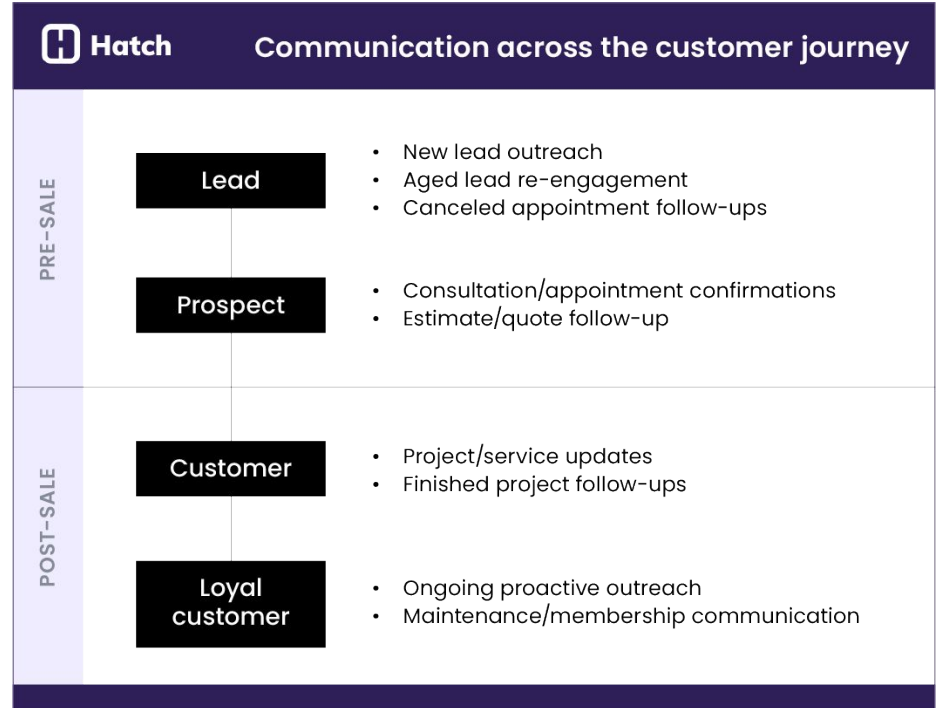 Hatch
Communication across the customer journey
PRE-SALE
Lead
• New lead outreach
• Aged lead re-engagement
• Canceled appointment follow-ups
Prospect
• Consultation/appointment confirmations
• Estimate/quote follow-up
POST-SALE
Customer
• Project/service updates
• Finished project follow-ups
Loyal
customer
• Ongoing proactive outreach
• Maintenance/membership communication